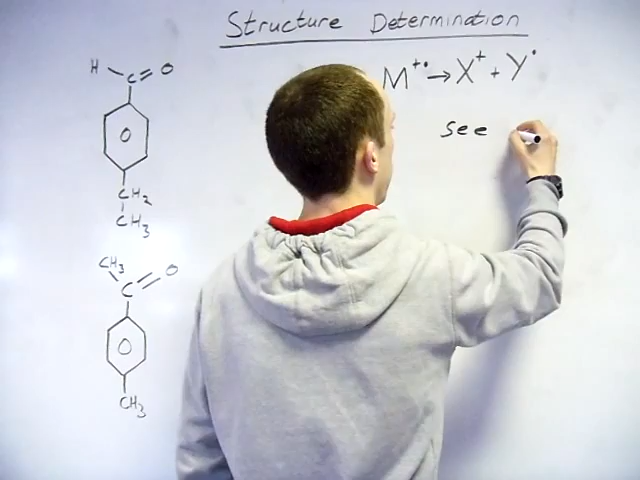 Structure Determination
M⁺˙ → X⁺ + Y˙
see
H C = O
O
CH₂
CH₃
CH₃ C = O
O
CH₃